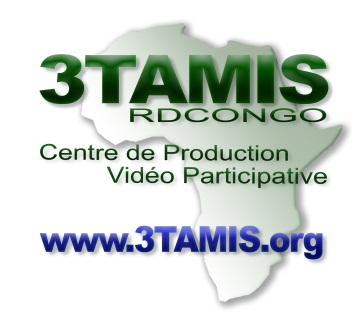 3TAMIS
RDCONGO
Centre de Production
Vidéo Participative
www.3TAMIS.org